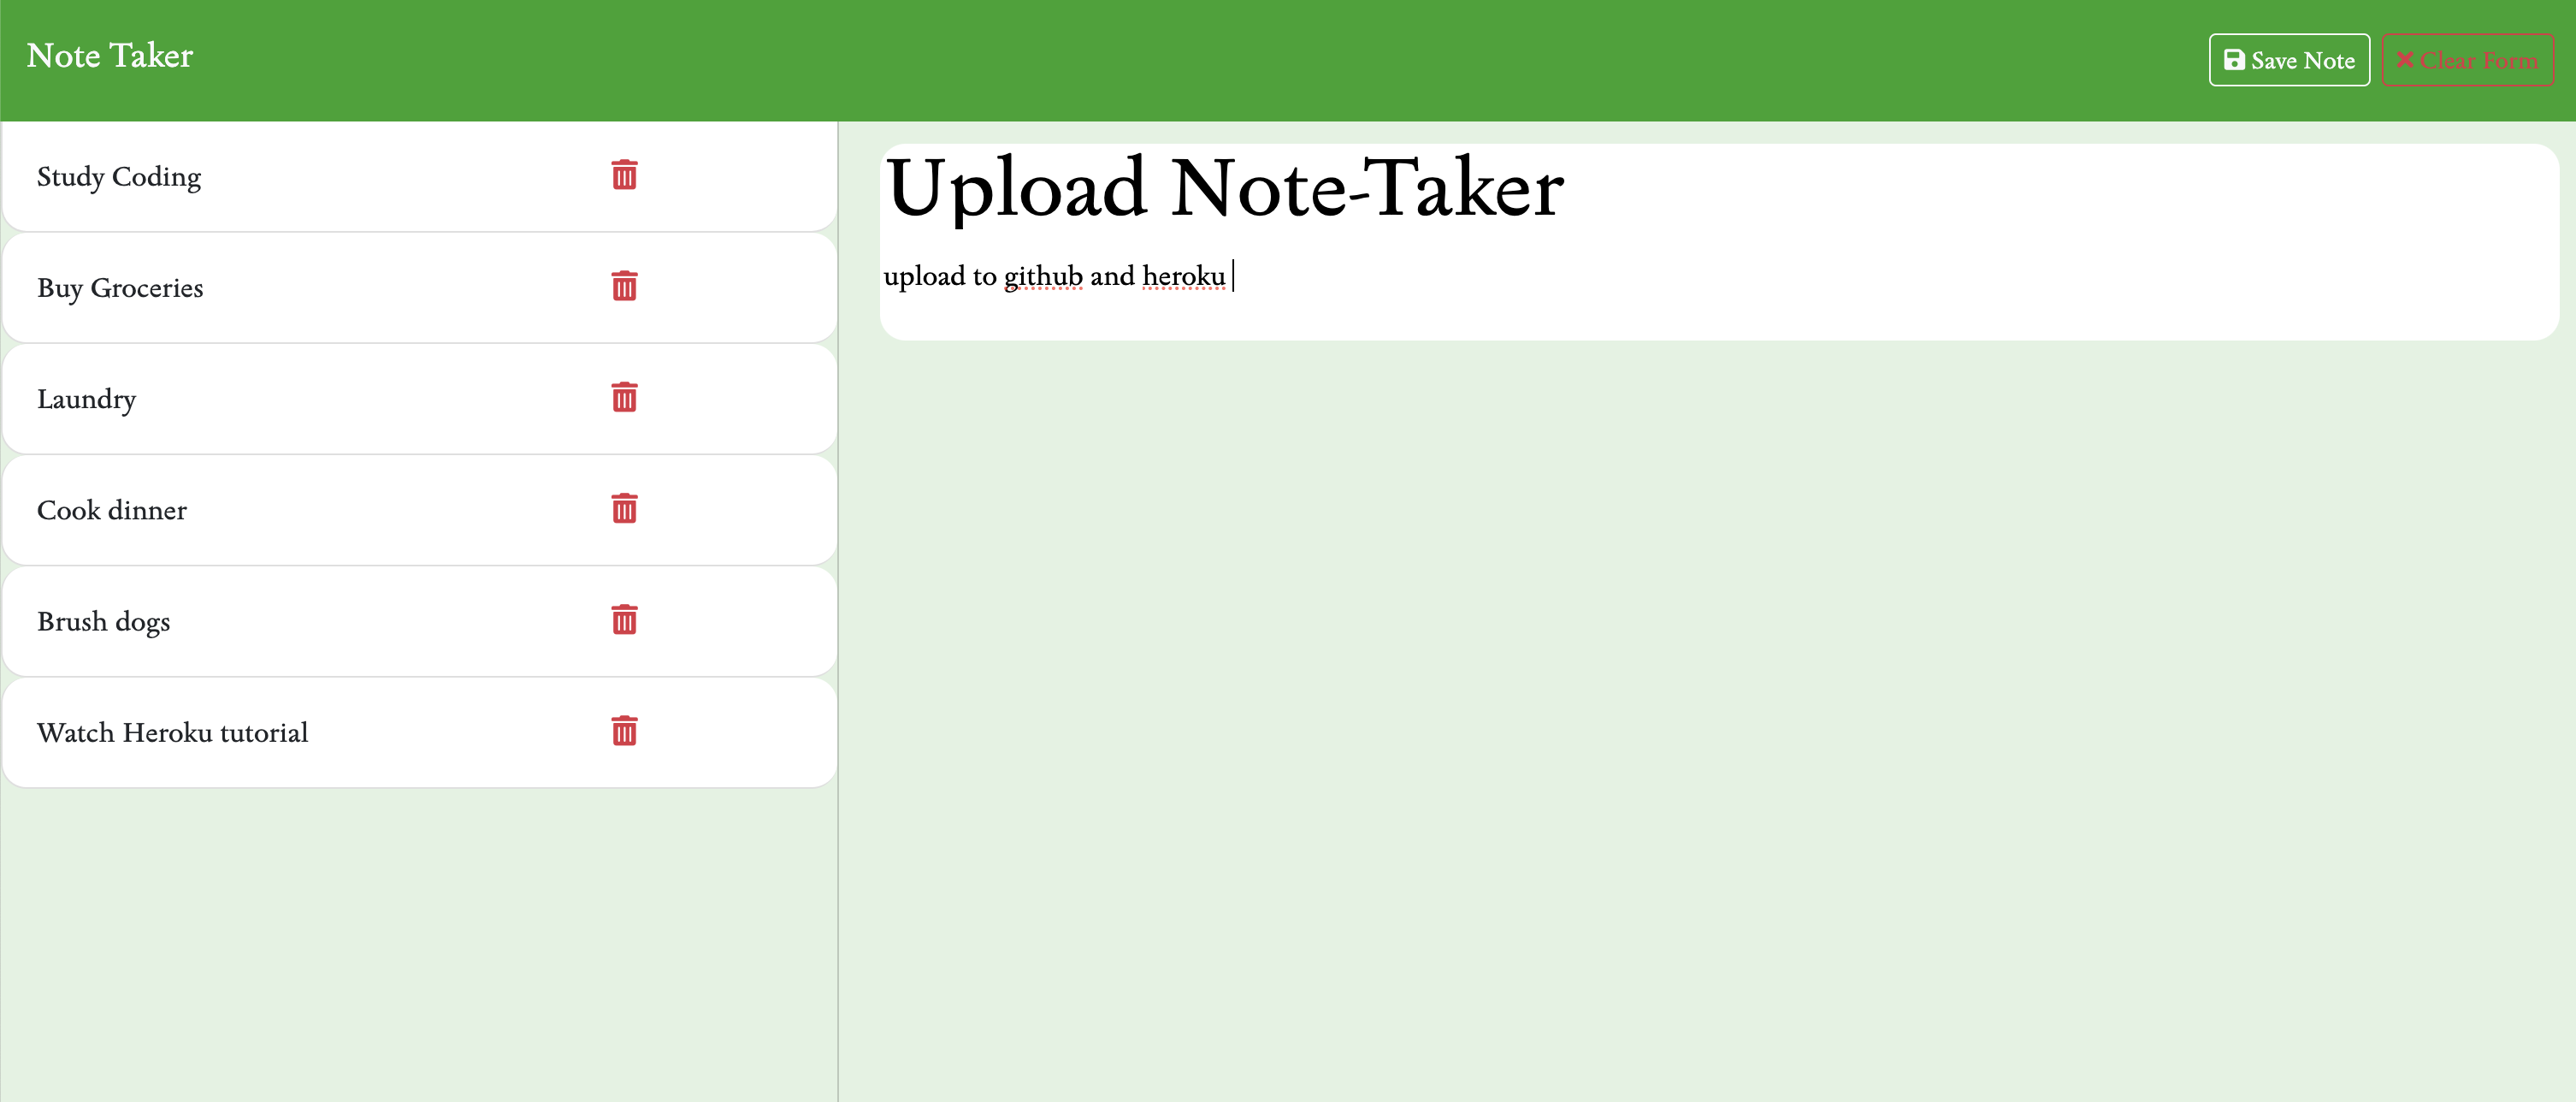 Note Taker
Save Note
Clear Form
Study Coding
Buy Groceries
Laundry
Cook dinner
Brush dogs
Watch Heroku tutorial
Upload Note-Taker
upload to github and heroku